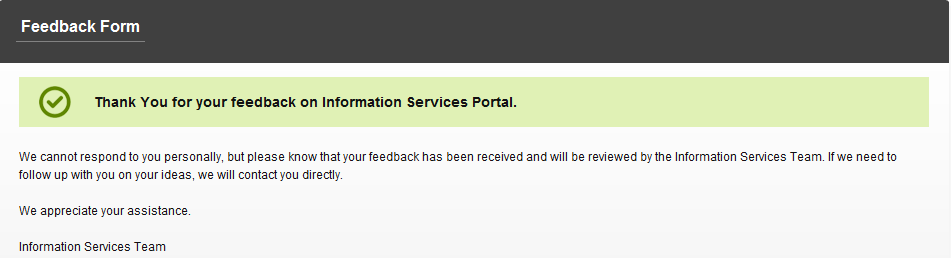 Feedback Form
Thank You for your feedback on Information Services Portal.
We cannot respond to you personally, but please know that your feedback has been received and will be reviewed by the Information Services Team. If we need to
follow up with you on your ideas, we will contact you directly.
We appreciate your assistance.
Information Services Team